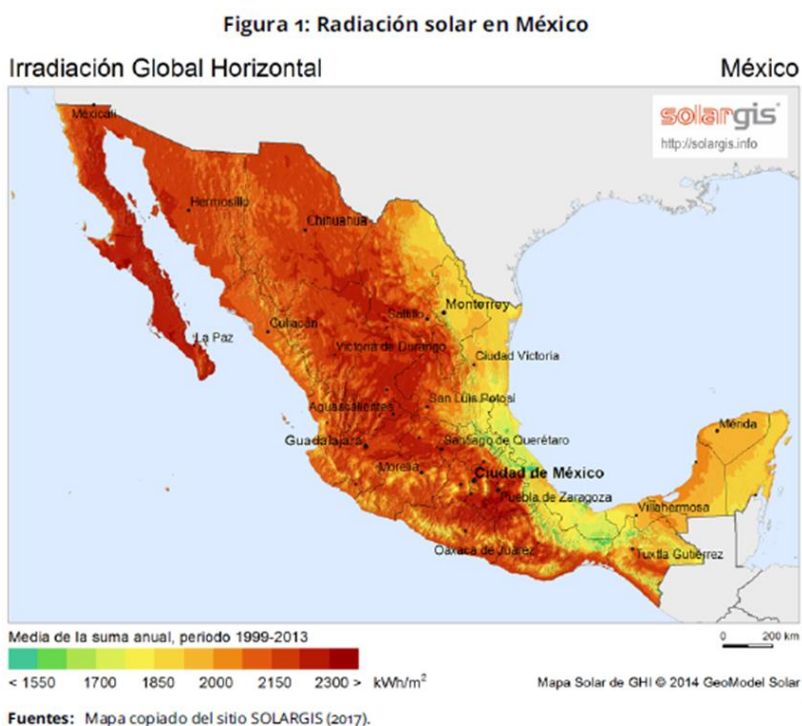 Figura 1: Radiación solar en México
Irradiación Global Horizontal México
solargis
http://solargis.info
Mexicali
Hermosillo
Chihuahua
Monterrey
Saltillo
Culiacán
La Paz
Victoria de Durango
Ciudad Victoria
San Luis Potosí
Aguascalientes
Mérida
Guadalajara
Santiago de Querétaro
Morelia
Ciudad de México
Puebla de Zaragoza
Villahermosa
Oaxaca de Juárez
Tuxtla Gutiérrez
Media de la suma anual, periodo 1999-2013
0 200 km
< 1550 1700 1850 2000 2150 2300 > kWh/m²
Mapa Solar de GHI © 2014 GeoModel Solar
Fuentes: Mapa copiado del sitio SOLARGIS (2017).